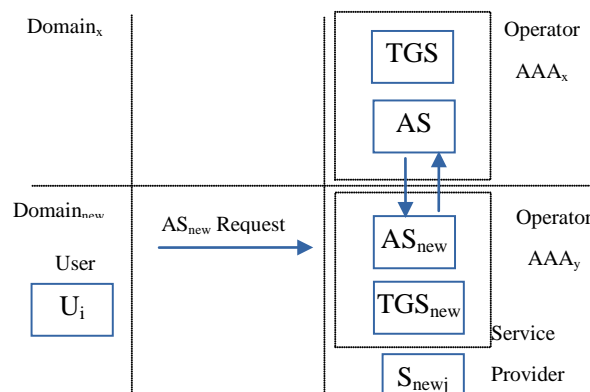 Domainx
Operator
TGS
AAAx
AS
Domainnew
Operator
ASnew Request
ASnew
AAAy
User
Ui
TGSnew
Service
Snewj
Provider